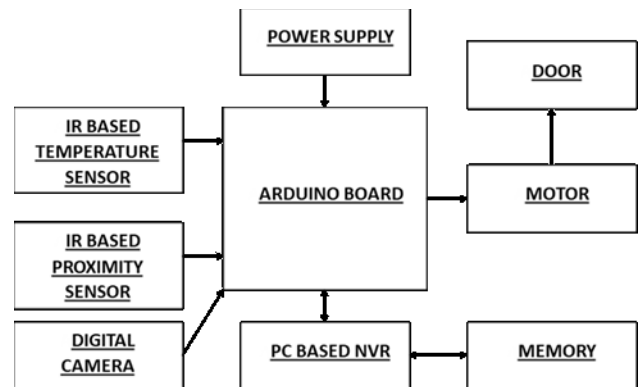 POWER SUPPLY
DOOR
IR BASED
TEMPERATURE
SENSOR
ARDUINO BOARD
MOTOR
IR BASED
PROXIMITY
SENSOR
DIGITAL
CAMERA
PC BASED NVR
MEMORY